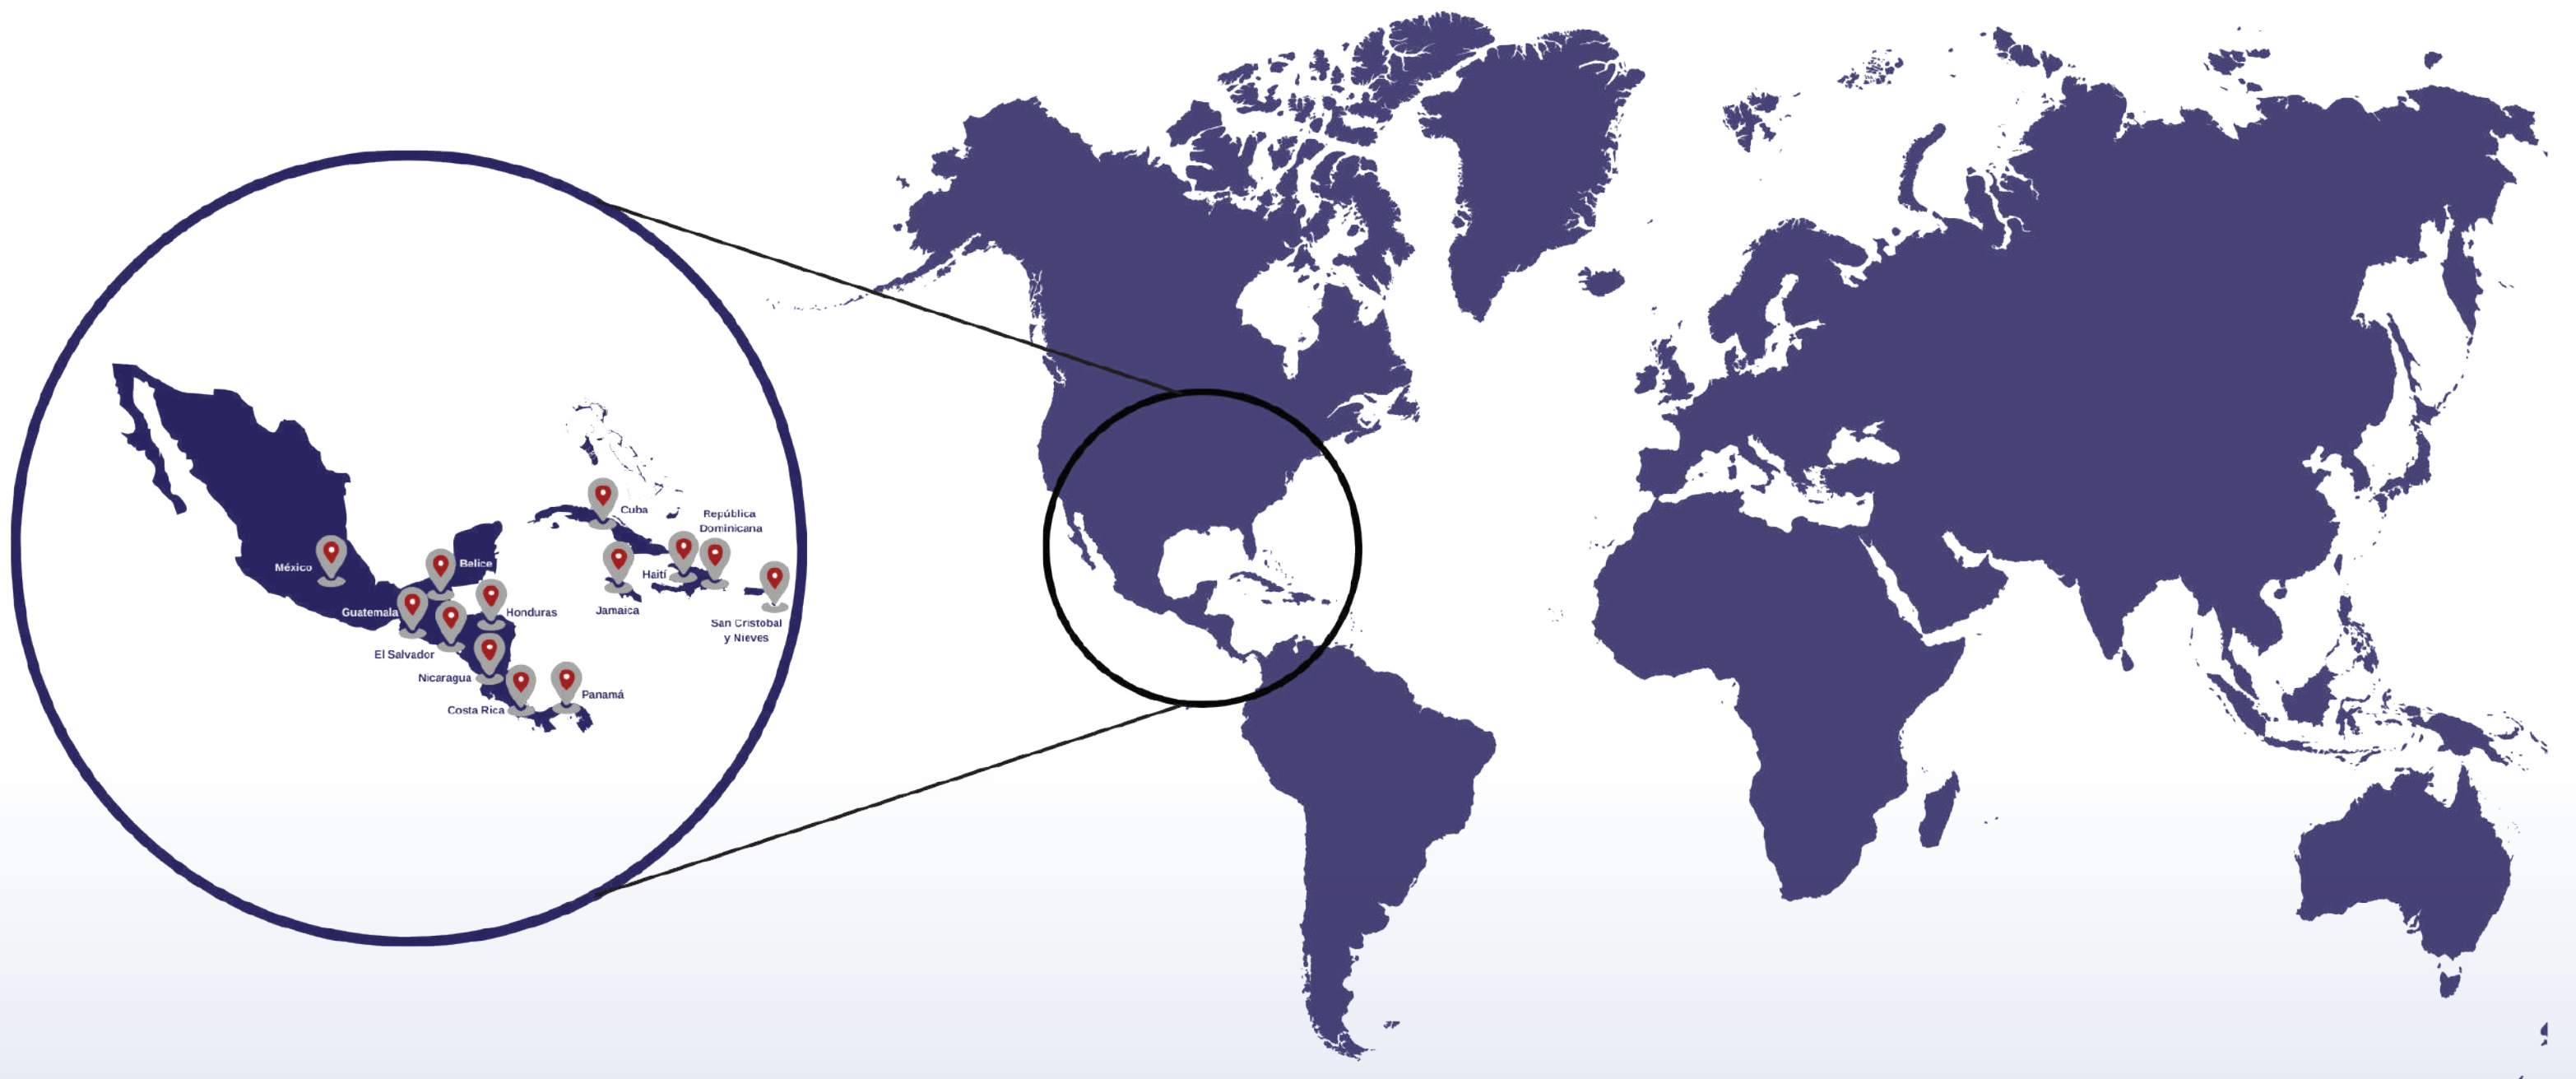 Cuba
República
Dominicana
México
Belice
Haití
Guatemala
Honduras
Jamaica
San Cristobal
y Nieves
El Salvador
Nicaragua
Panamá
Costa Rica